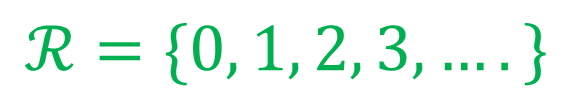 ℛ = {0, 1, 2, 3, … . }